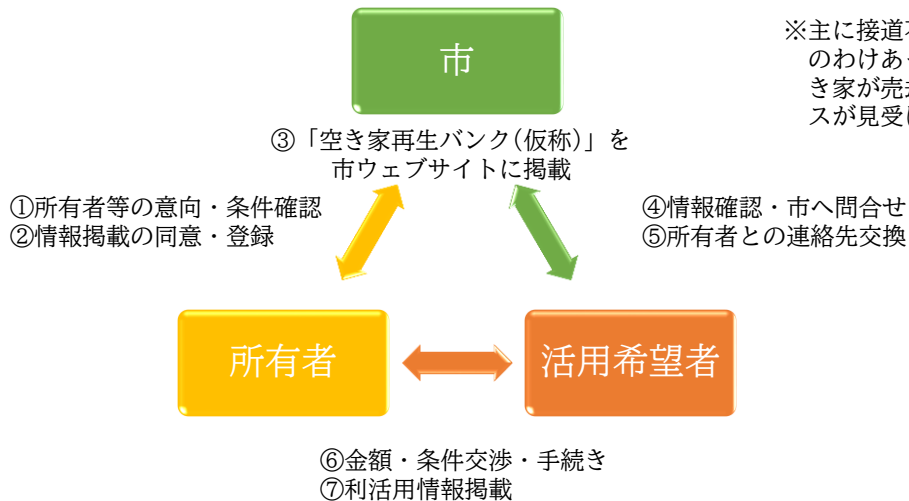 市
※主に接道
のわけあ
き家が売
スが見受
③「空き家再生バンク(仮称)」を
市ウェブサイトに掲載
①所有者等の意向・条件確認
②情報掲載の同意・登録
④情報確認・市へ問合せ
⑤所有者との連絡先交換
所有者
活用希望者
⑥金額・条件交渉・手続き
⑦利活用情報掲載